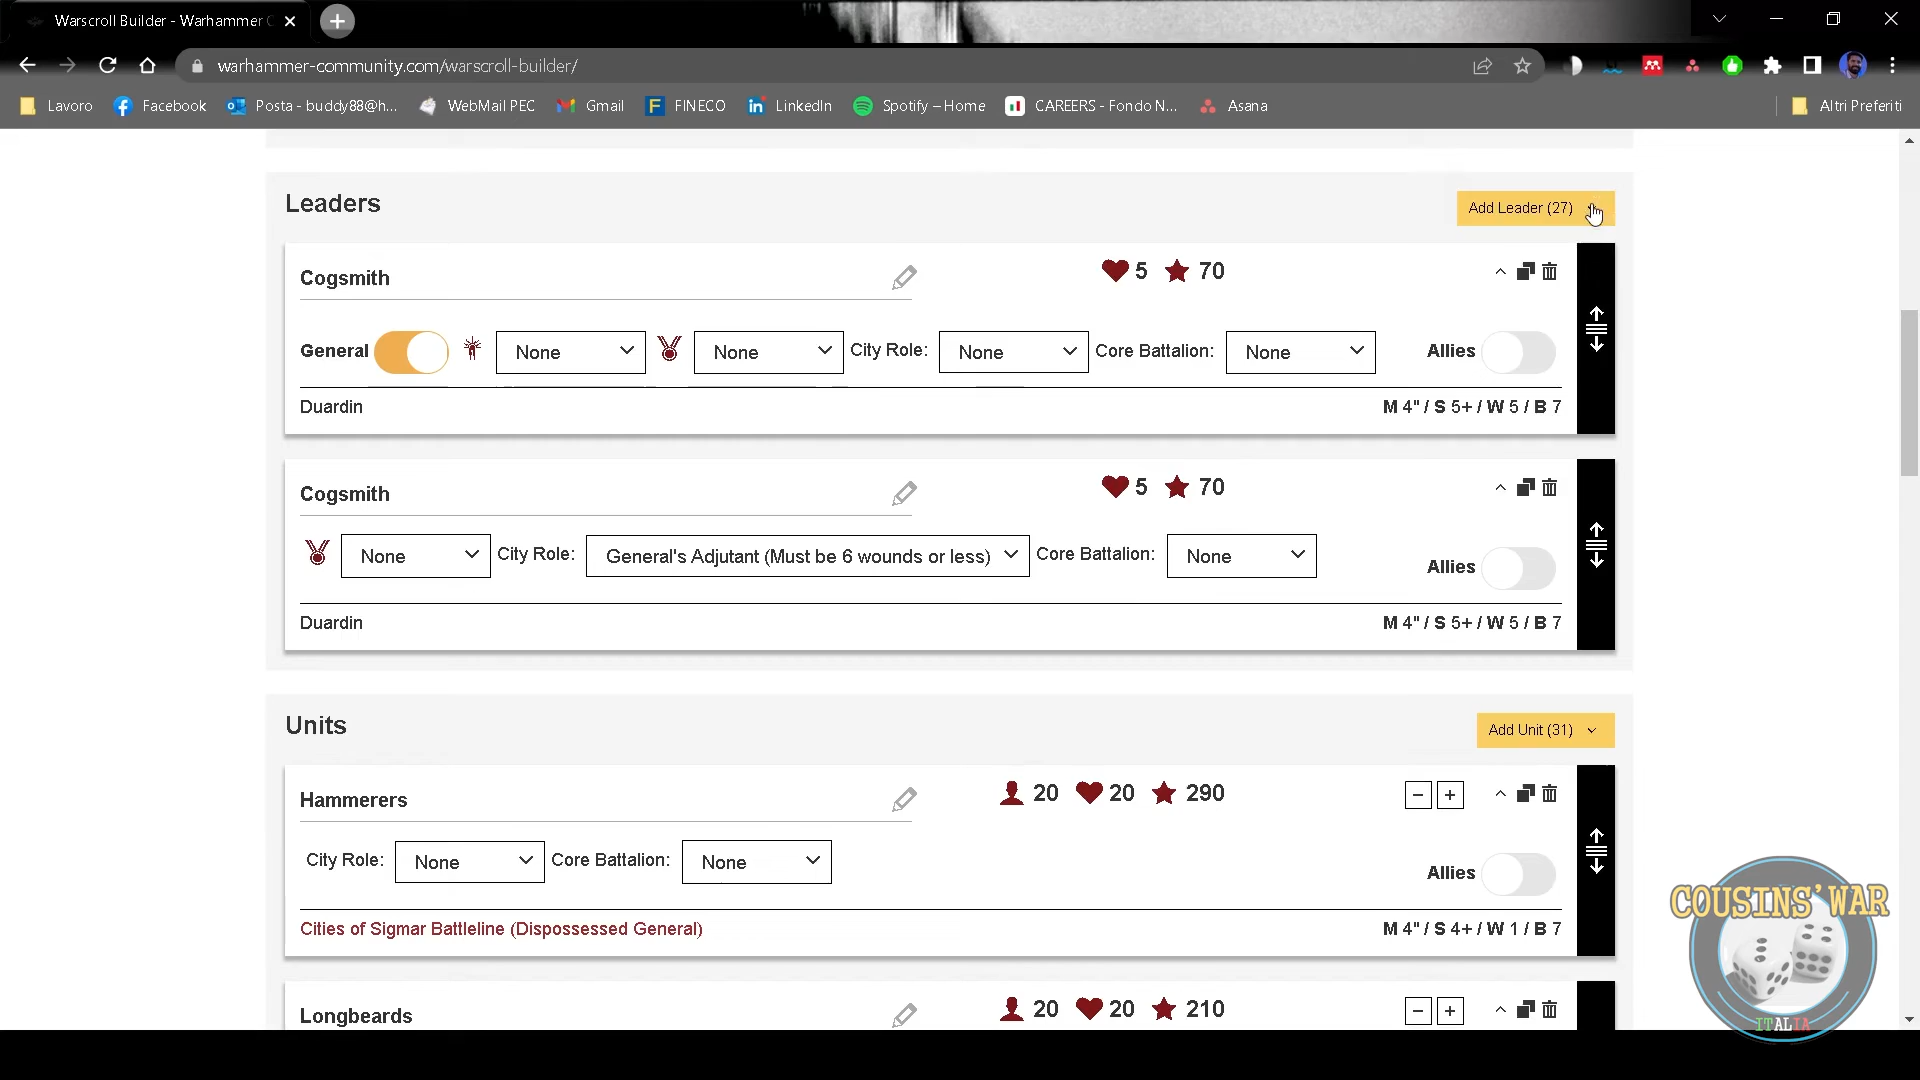 Warscroll Builder - Warhammer C
warhammer-community.com/warscroll-builder/
Lavoro Facebook Posta - buddy88@h... WebMail PEC Gmail FINECO LinkedIn Spotify – Home CAREERS - Fondo N... Asana Altri Preferiti
Leaders
Add Leader (27)
Cogsmith
5 70
General None None City Role: None Core Battalion: None Allies
Duardin
M 4" / S 5+ / W 5 / B 7
Cogsmith
5 70
None City Role: General's Adjutant (Must be 6 wounds or less) Core Battalion: None Allies
Duardin
M 4" / S 5+ / W 5 / B 7
Units
Add Unit (31)
Hammerers
20 20 290
− +
City Role: None Core Battalion: None
Allies
Cities of Sigmar Battleline (Dispossessed General)
M 4" / S 4+ / W 1 / B 7
Longbeards
20 20 210
− +
COUSINS' WAR
ITALIA